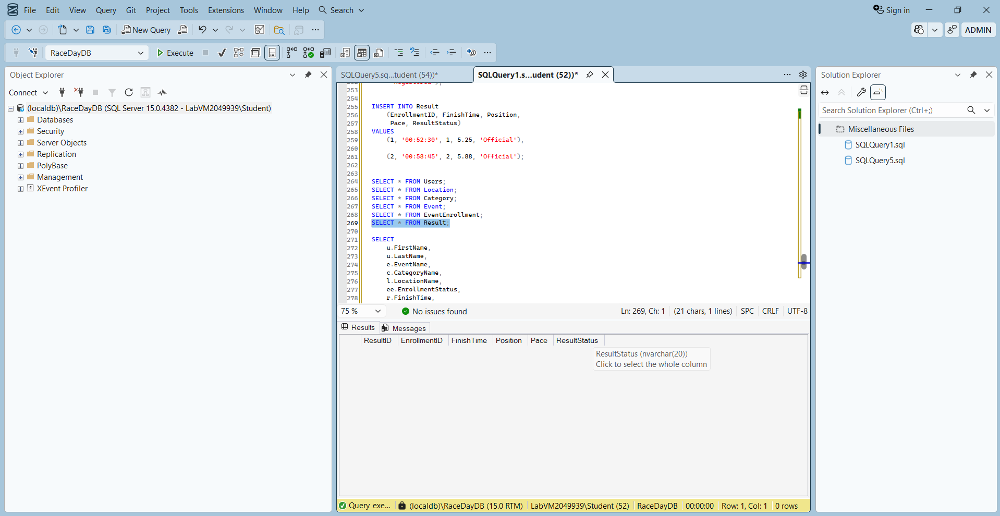 File Edit View Query Git Project Tools Extensions Window Help Search Sign in
New Query ADMIN
RaceDayDB Execute
Object Explorer
Connect
(localdb)\RaceDayDB (SQL Server 15.0.4382 - LabVM2049939\Student)
Databases
Security
Server Objects
Replication
PolyBase
Management
XEvent Profiler
SQLQuery5.sq...tudent (54))* SQLQuery1.s...udent (52))*
253
254
255 INSERT INTO Result
256 (EnrollmentID, FinishTime, Position,
257 Pace, ResultStatus)
258 VALUES
259 (1, '00:52:30', 1, 5.25, 'Official'),
260
261 (2, '00:58:45', 2, 5.88, 'Official');
262
263
264 SELECT * FROM Users;
265 SELECT * FROM Location;
266 SELECT * FROM Category;
267 SELECT * FROM Event;
268 SELECT * FROM EventEnrollment;
269 SELECT * FROM Result;
270
271 SELECT
272 u.FirstName,
273 u.LastName,
274 e.EventName,
275 c.CategoryName,
276 l.LocationName,
277 ee.EnrollmentStatus,
278 r.FinishTime,
75 % No issues found Ln: 269, Ch: 1 (21 chars, 1 lines) SPC CRLF UTF-8
Results Messages
ResultID EnrollmentID FinishTime Position Pace ResultStatus
ResultStatus (nvarchar(20))
Click to select the whole column
Query exe... (localdb)\RaceDayDB (15.0 RTM) LabVM2049939\Student (52) RaceDayDB 00:00:00 Row: 1, Col: 1 0 rows
Solution Explorer
Search Solution Explorer (Ctrl+;)
Miscellaneous Files
SQLQuery1.sql
SQLQuery5.sql